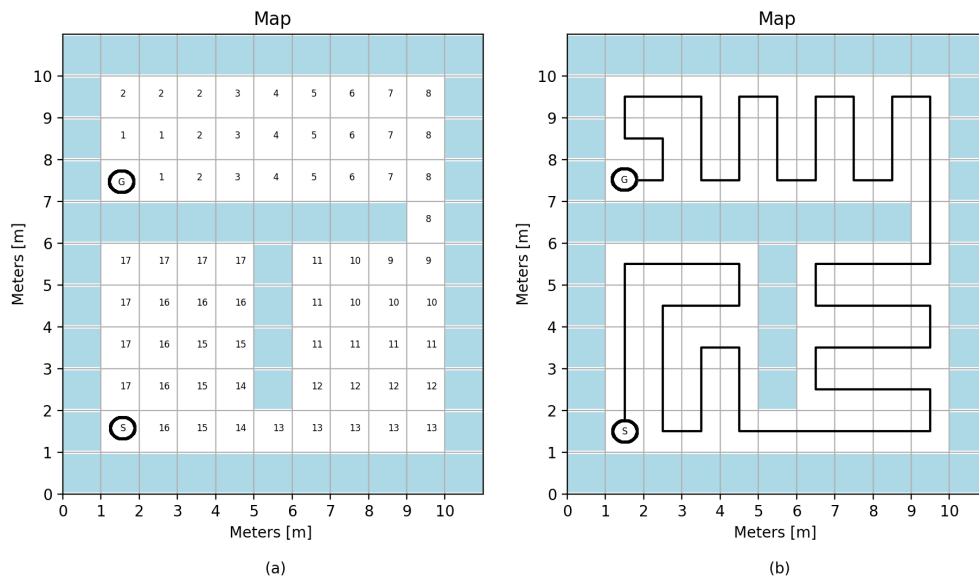 Map
Map
10 2 2 2 3 4 5 6 7 8
9 1 1 2 3 4 5 6 7 8
8 G 1 2 3 4 5 6 7 8
7 8
6 17 17 17 17 11 10 9 9
5 17 16 16 16 11 10 10 10
4 17 16 15 15 11 11 11 11
3 17 16 15 14 12 12 12 12
2 S 16 15 14 13 13 13 13 13
1
0
Meters [m]
0 1 2 3 4 5 6 7 8 9 10
Meters [m]
(a)
10
9
8
G
7
6
5
4
3
2
S
1
0
Meters [m]
0 1 2 3 4 5 6 7 8 9 10
Meters [m]
(b)